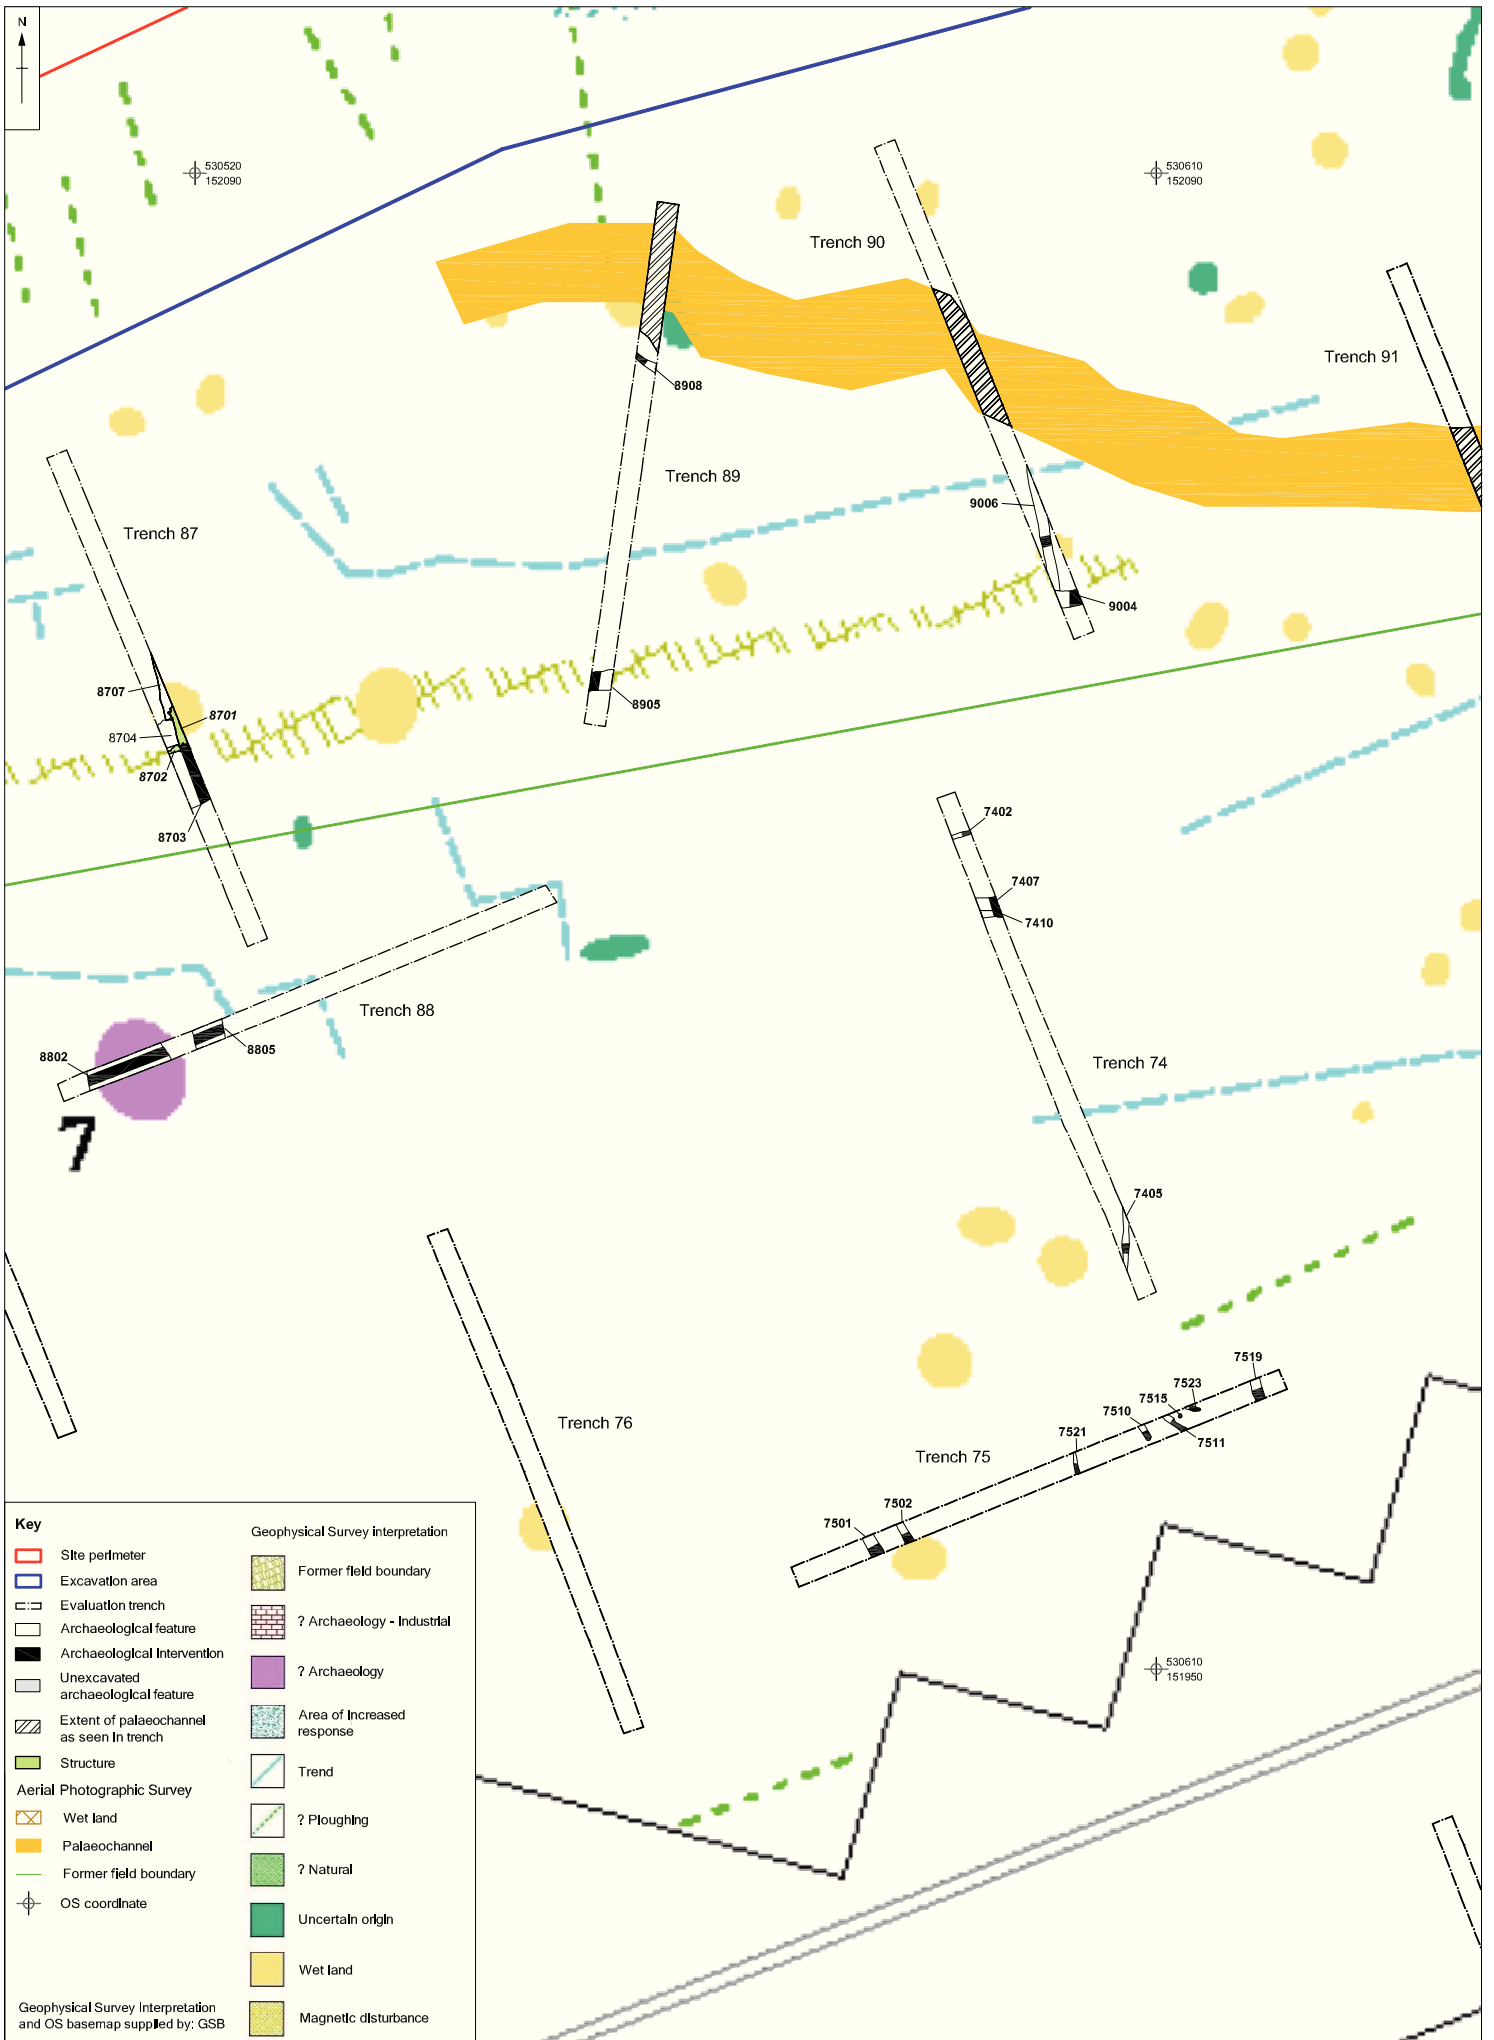 N
530520
152090
530610
152090
Trench 90
Trench 91
8908
Trench 89
9006
Trench 87
9004
8707
8701
8905
8704
8702
7402
8703
7407
7410
Trench 88
8805
8802
Trench 74
7
7405
7519
7523
7515
7510
7511
Trench 76
7521
Trench 75
7502
7501
530610
151950
Key
Site perimeter
Excavation area
Evaluation trench
Archaeological feature
Archaeological Intervention
Unexcavated
archaeological feature
Extent of palaeochannel
as seen in trench
Structure
Aerial Photographic Survey
Wet land
Palaeochannel
Former field boundary
OS coordinate
Geophysical Survey Interpretation
and OS basemap supplied by: GSB
Geophysical Survey interpretation
Former field boundary
? Archaeology - Industrial
? Archaeology
Area of increased
response
Trend
? Ploughing
? Natural
Uncertain origin
Wet land
Magnetic disturbance